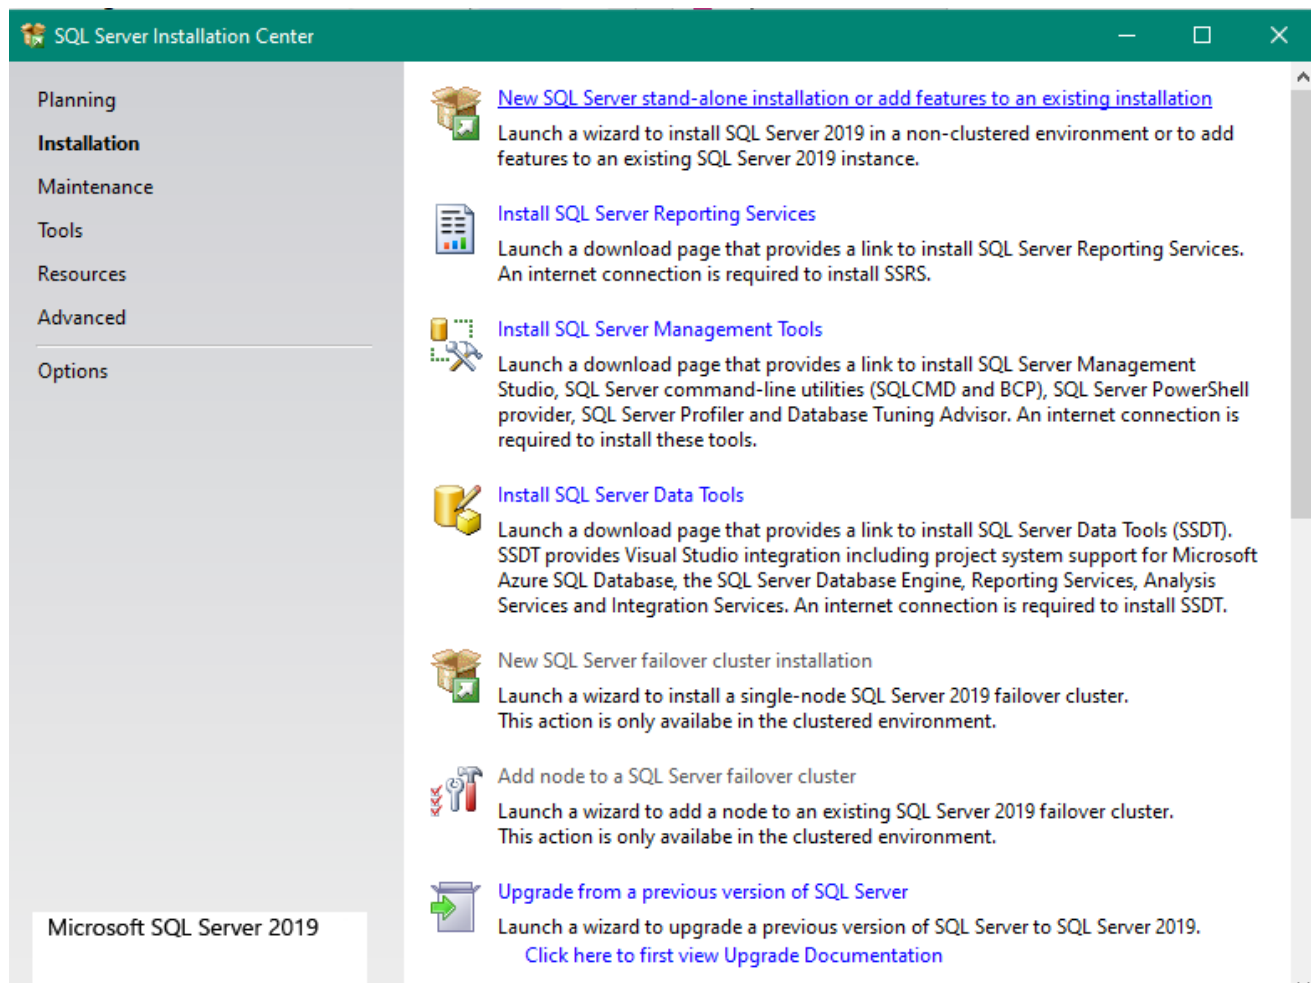 SQL Server Installation Center
Planning
Installation
Maintenance
Tools
Resources
Advanced
Options
Microsoft SQL Server 2019
New SQL Server stand-alone installation or add features to an existing installation
Launch a wizard to install SQL Server 2019 in a non-clustered environment or to add
features to an existing SQL Server 2019 instance.
Install SQL Server Reporting Services
Launch a download page that provides a link to install SQL Server Reporting Services.
An internet connection is required to install SSRS.
Install SQL Server Management Tools
Launch a download page that provides a link to install SQL Server Management
Studio, SQL Server command-line utilities (SQLCMD and BCP), SQL Server PowerShell
provider, SQL Server Profiler and Database Tuning Advisor. An internet connection is
required to install these tools.
Install SQL Server Data Tools
Launch a download page that provides a link to install SQL Server Data Tools (SSDT).
SSDT provides Visual Studio integration including project system support for Microsoft
Azure SQL Database, the SQL Server Database Engine, Reporting Services, Analysis
Services and Integration Services. An internet connection is required to install SSDT.
New SQL Server failover cluster installation
Launch a wizard to install a single-node SQL Server 2019 failover cluster.
This action is only availabe in the clustered environment.
Add node to a SQL Server failover cluster
Launch a wizard to add a node to an existing SQL Server 2019 failover cluster.
This action is only availabe in the clustered environment.
Upgrade from a previous version of SQL Server
Launch a wizard to upgrade a previous version of SQL Server to SQL Server 2019.
Click here to first view Upgrade Documentation